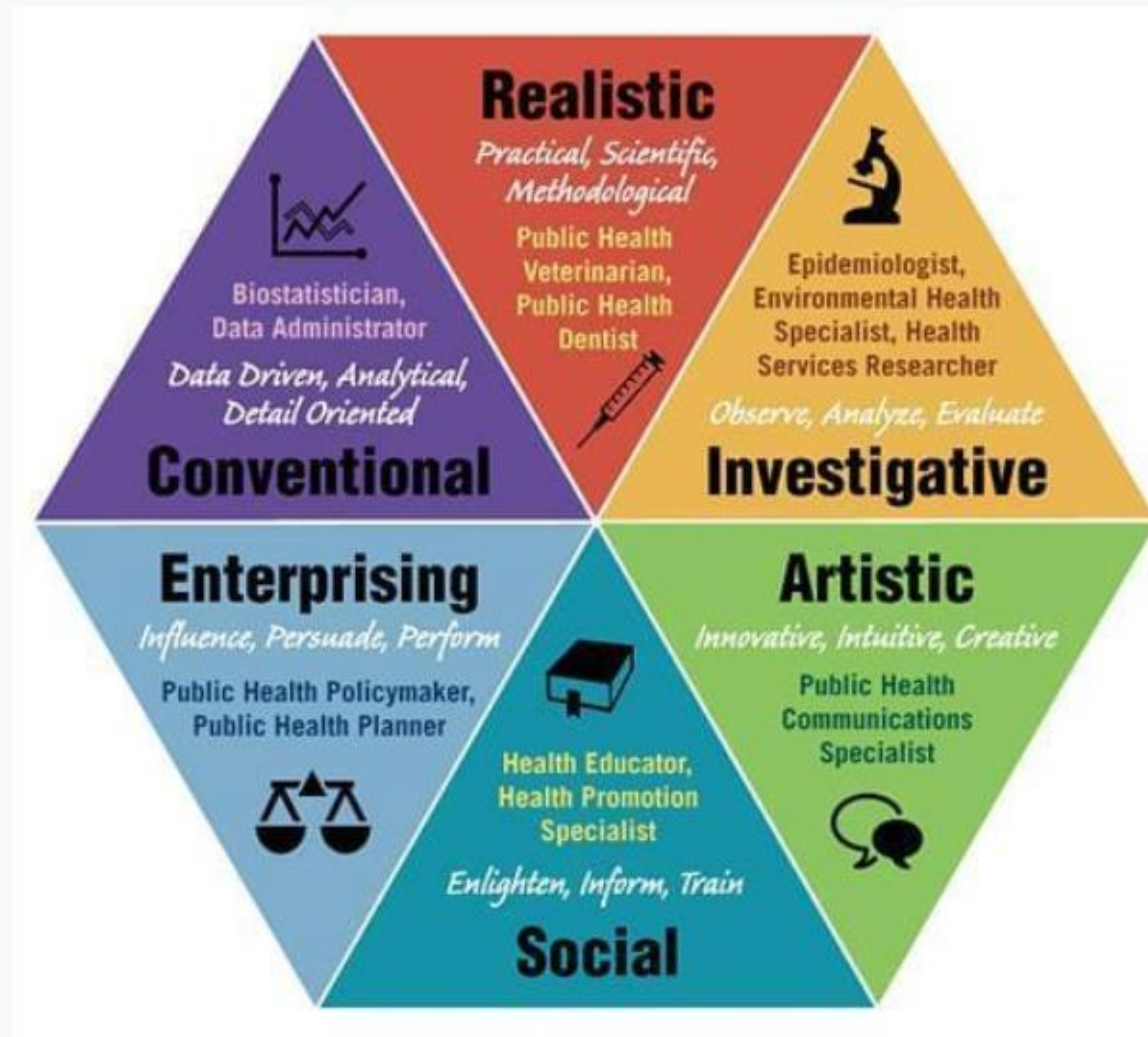 Realistic
Practical, Scientific,
Methodological
Public Health
Veterinarian,
Public Health
Dentist
Epidemiologist,
Environmental Health
Specialist, Health
Services Researcher
Observe, Analyze, Evaluate
Investigative
Artistic
Innovative, Intuitive, Creative
Public Health
Communications
Specialist
Health Educator,
Health Promotion
Specialist
Enlighten, Inform, Train
Social
Enterprising
Influence, Persuade, Perform
Public Health Policymaker,
Public Health Planner
Biostatistician,
Data Administrator
Data Driven, Analytical,
Detail Oriented
Conventional